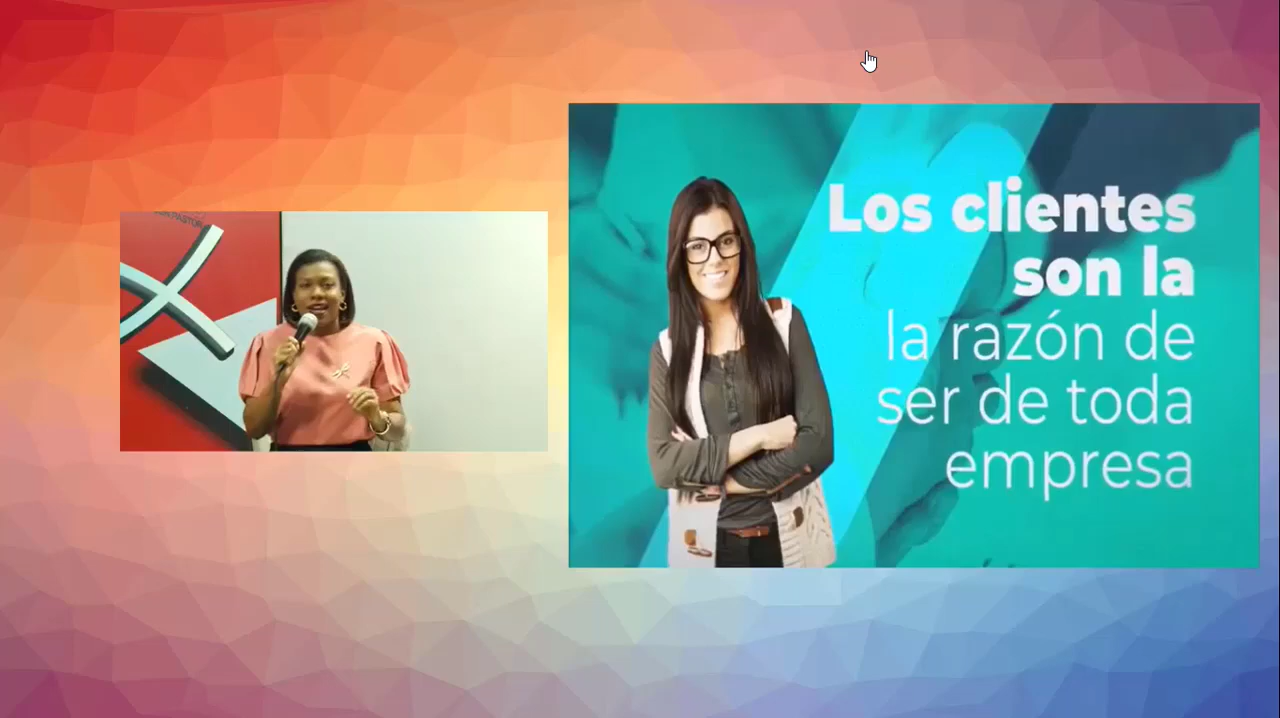 Los clientes
son la
la razón de
ser de toda
empresa